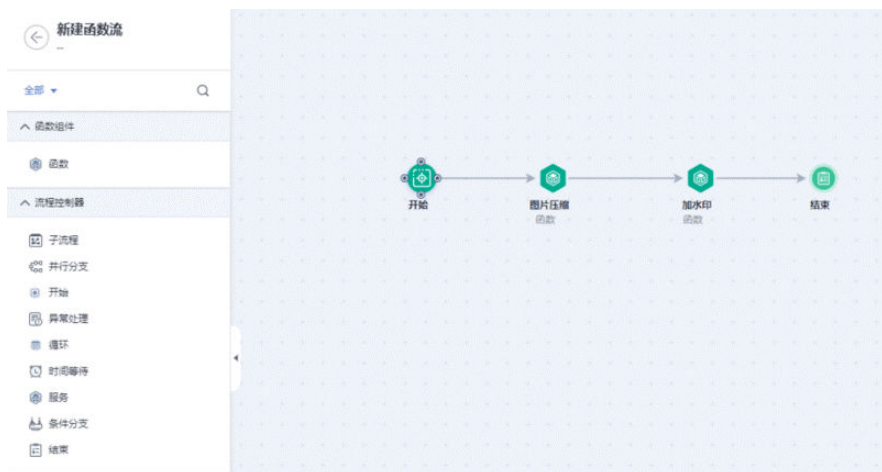 新建函数流
–
全部
函数组件
函数
流程控制器
子流程
并行分支
开始
异常处理
循环
时间等待
服务
条件分支
结束
开始
图片压缩
函数
加水印
函数
结束